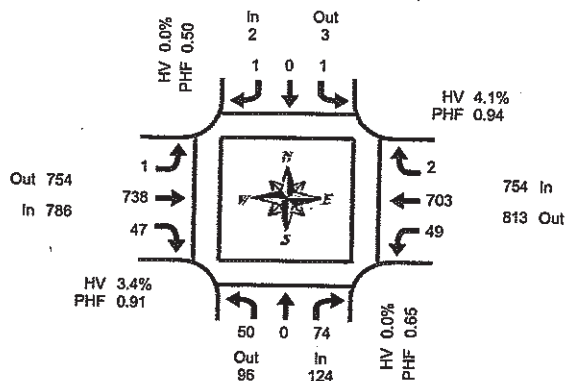 In Out
2 3
1 0 1
HV 0.0%
PHF 0.50
HV 4.1%
PHF 0.94
1
Out 754
738
In 786
47
N
W E
S
2
703
754 In
49
813 Out
HV 3.4%
PHF 0.91
50 0 74
Out In
96 124
HV 0.0%
PHF 0.65